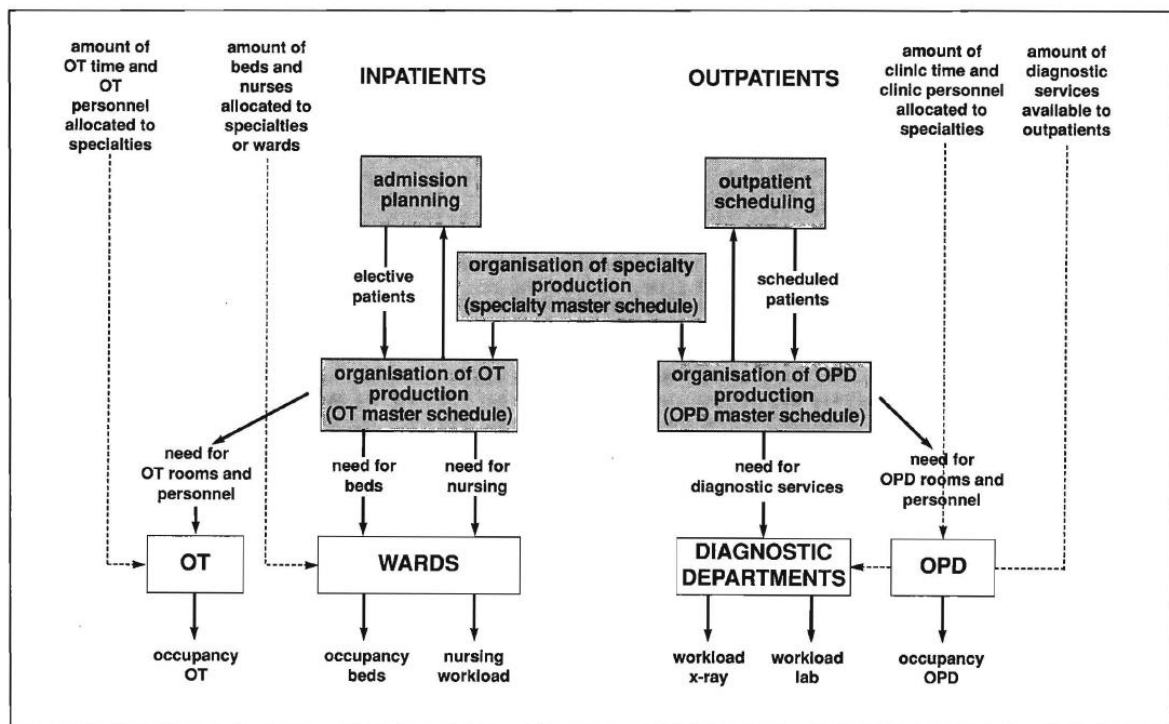 amount of
OT time and
OT
personnel
allocated to
specialties
amount of
beds and
nurses
allocated to
specialties
or wards
INPATIENTS
OUTPATIENTS
amount of
clinic time and
clinic personnel
allocated to
specialties
amount of
diagnostic
services
available to
outpatients
admission
planning
outpatient
scheduling
elective
patients
organisation of specialty
production
(specialty master schedule)
scheduled
patients
organisation of OT
production
(OT master schedule)
organisation of OPD
production
(OPD master schedule)
need for
OT rooms and
personnel
need for
beds
need for
nursing
need for
diagnostic services
need for
OPD rooms and
personnel
OT
WARDS
DIAGNOSTIC
DEPARTMENTS
OPD
occupancy
OT
occupancy
beds
nursing
workload
workload
x-ray
workload
lab
occupancy
OPD